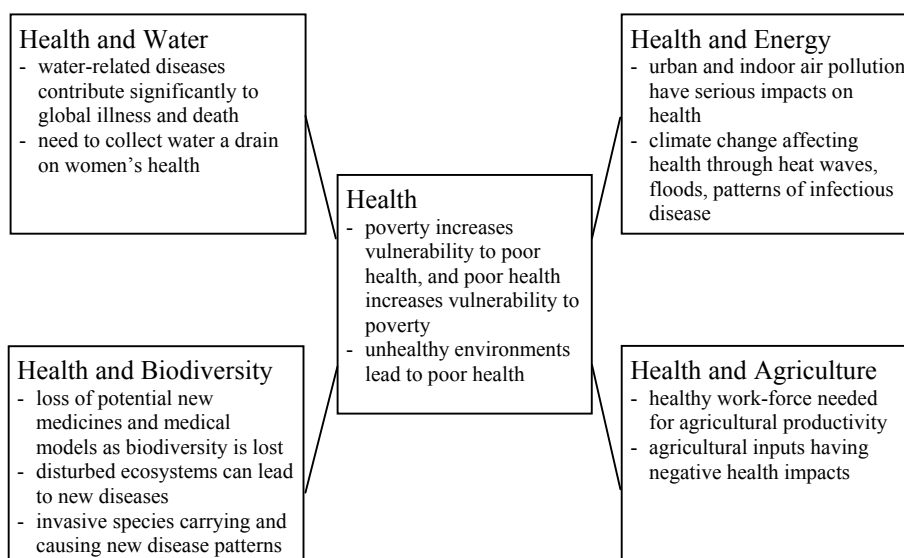 Health and Water
- water-related diseases
contribute significantly to
global illness and death
- need to collect water a drain
on women’s health
Health and Energy
- urban and indoor air pollution
have serious impacts on
health
- climate change affecting
health through heat waves,
floods, patterns of infectious
disease
Health
- poverty increases
vulnerability to poor
health, and poor health
increases vulnerability to
poverty
- unhealthy environments
lead to poor health
Health and Biodiversity
- loss of potential new
medicines and medical
models as biodiversity is lost
- disturbed ecosystems can lead
to new diseases
- invasive species carrying and
causing new disease patterns
Health and Agriculture
- healthy work-force needed
for agricultural productivity
- agricultural inputs having
negative health impacts